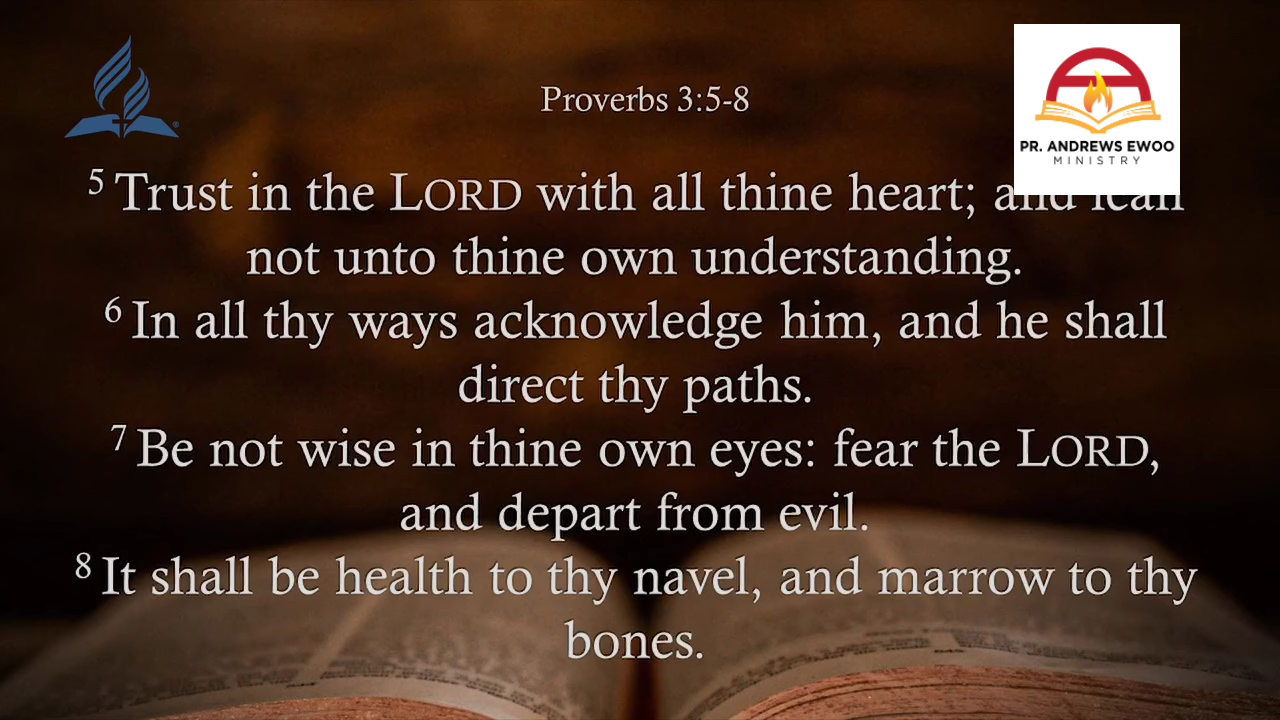 Proverbs 3:5-8
PR. ANDREWS EWOO
MINISTRY
5 Trust in the LORD with all thine heart; and lean
not unto thine own understanding.
6 In all thy ways acknowledge him, and he shall
direct thy paths.
7 Be not wise in thine own eyes: fear the LORD,
and depart from evil.
8 It shall be health to thy navel, and marrow to thy
bones.